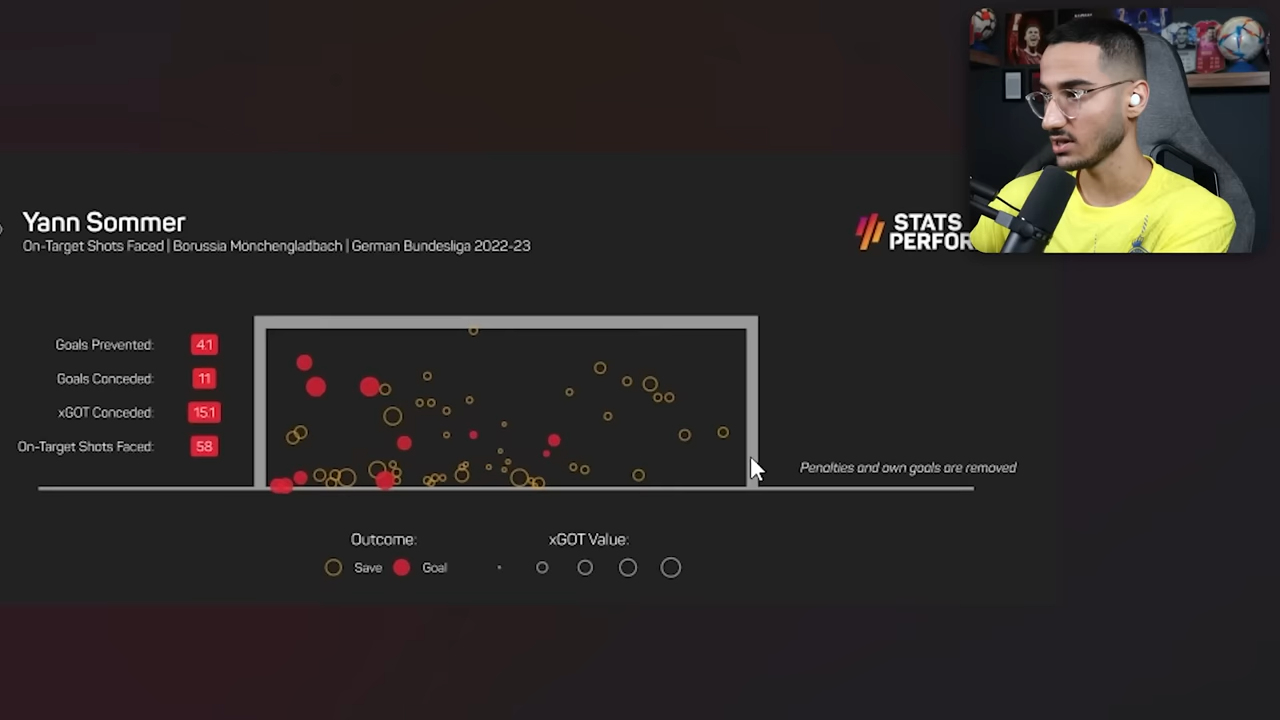 Yann Sommer
On-Target Shots Faced | Borussia Mönchengladbach | German Bundesliga 2022-23
STATS
PERFOR
Goals Prevented: 4.1
Goals Conceded: 11
xGOT Conceded: 15.1
On-Target Shots Faced: 58
Penalties and own goals are removed
Outcome:
Save Goal
xGOT Value: